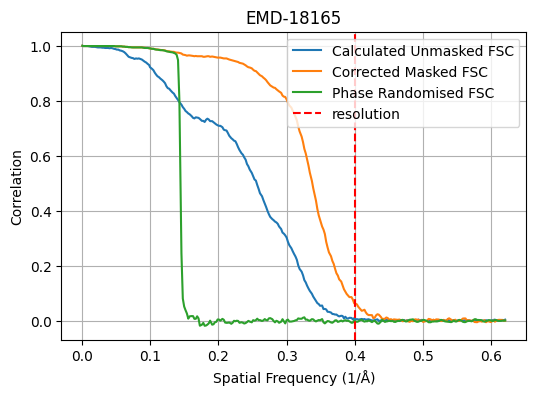 EMD-18165
Calculated Unmasked FSC
Corrected Masked FSC
Phase Randomised FSC
resolution
Correlation
1.0
0.8
0.6
0.4
0.2
0.0
0.0 0.1 0.2 0.3 0.4 0.5 0.6
Spatial Frequency (1/Å)